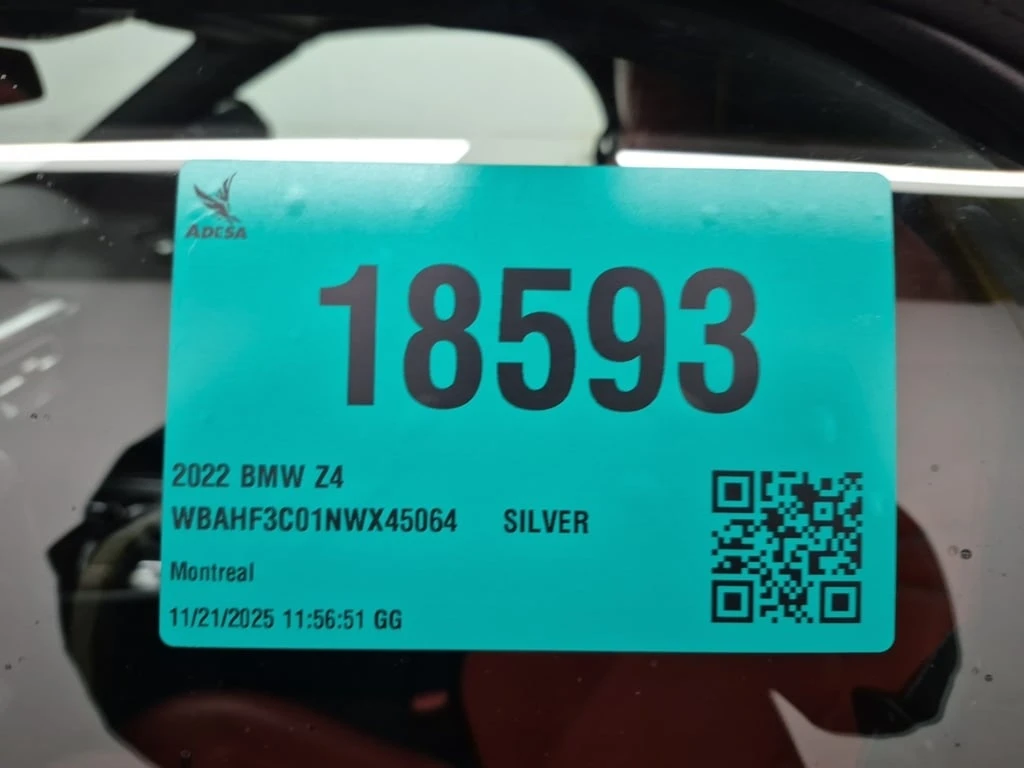 ADESA
18593
2022 BMW Z4
WBAHF3C01NWX45064 SILVER
Montreal
11/21/2025 11:56:51 GG